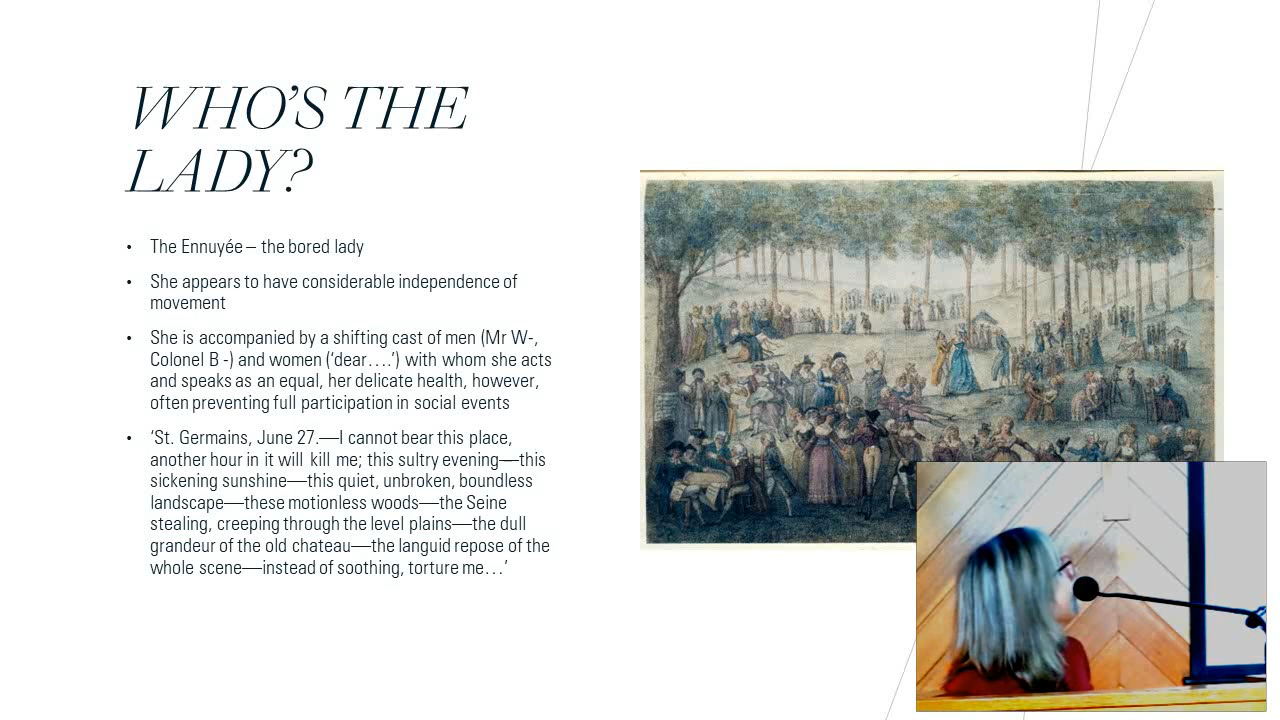 WHO’S THE
LADY?
• The Ennuyée – the bored lady
• She appears to have considerable independence of
movement
• She is accompanied by a shifting cast of men (Mr W-,
Colonel B -) and women (‘dear….’) with whom she acts
and speaks as an equal, her delicate health, however,
often preventing full participation in social events
• ‘St. Germains, June 27.—I cannot bear this place,
another hour in it will kill me; this sultry evening—this
sickening sunshine—this quiet, unbroken, boundless
landscape—these motionless woods—the Seine
stealing, creeping through the level plains—the dull
grandeur of the old chateau—the languid repose of the
whole scene—instead of soothing, torture me…’